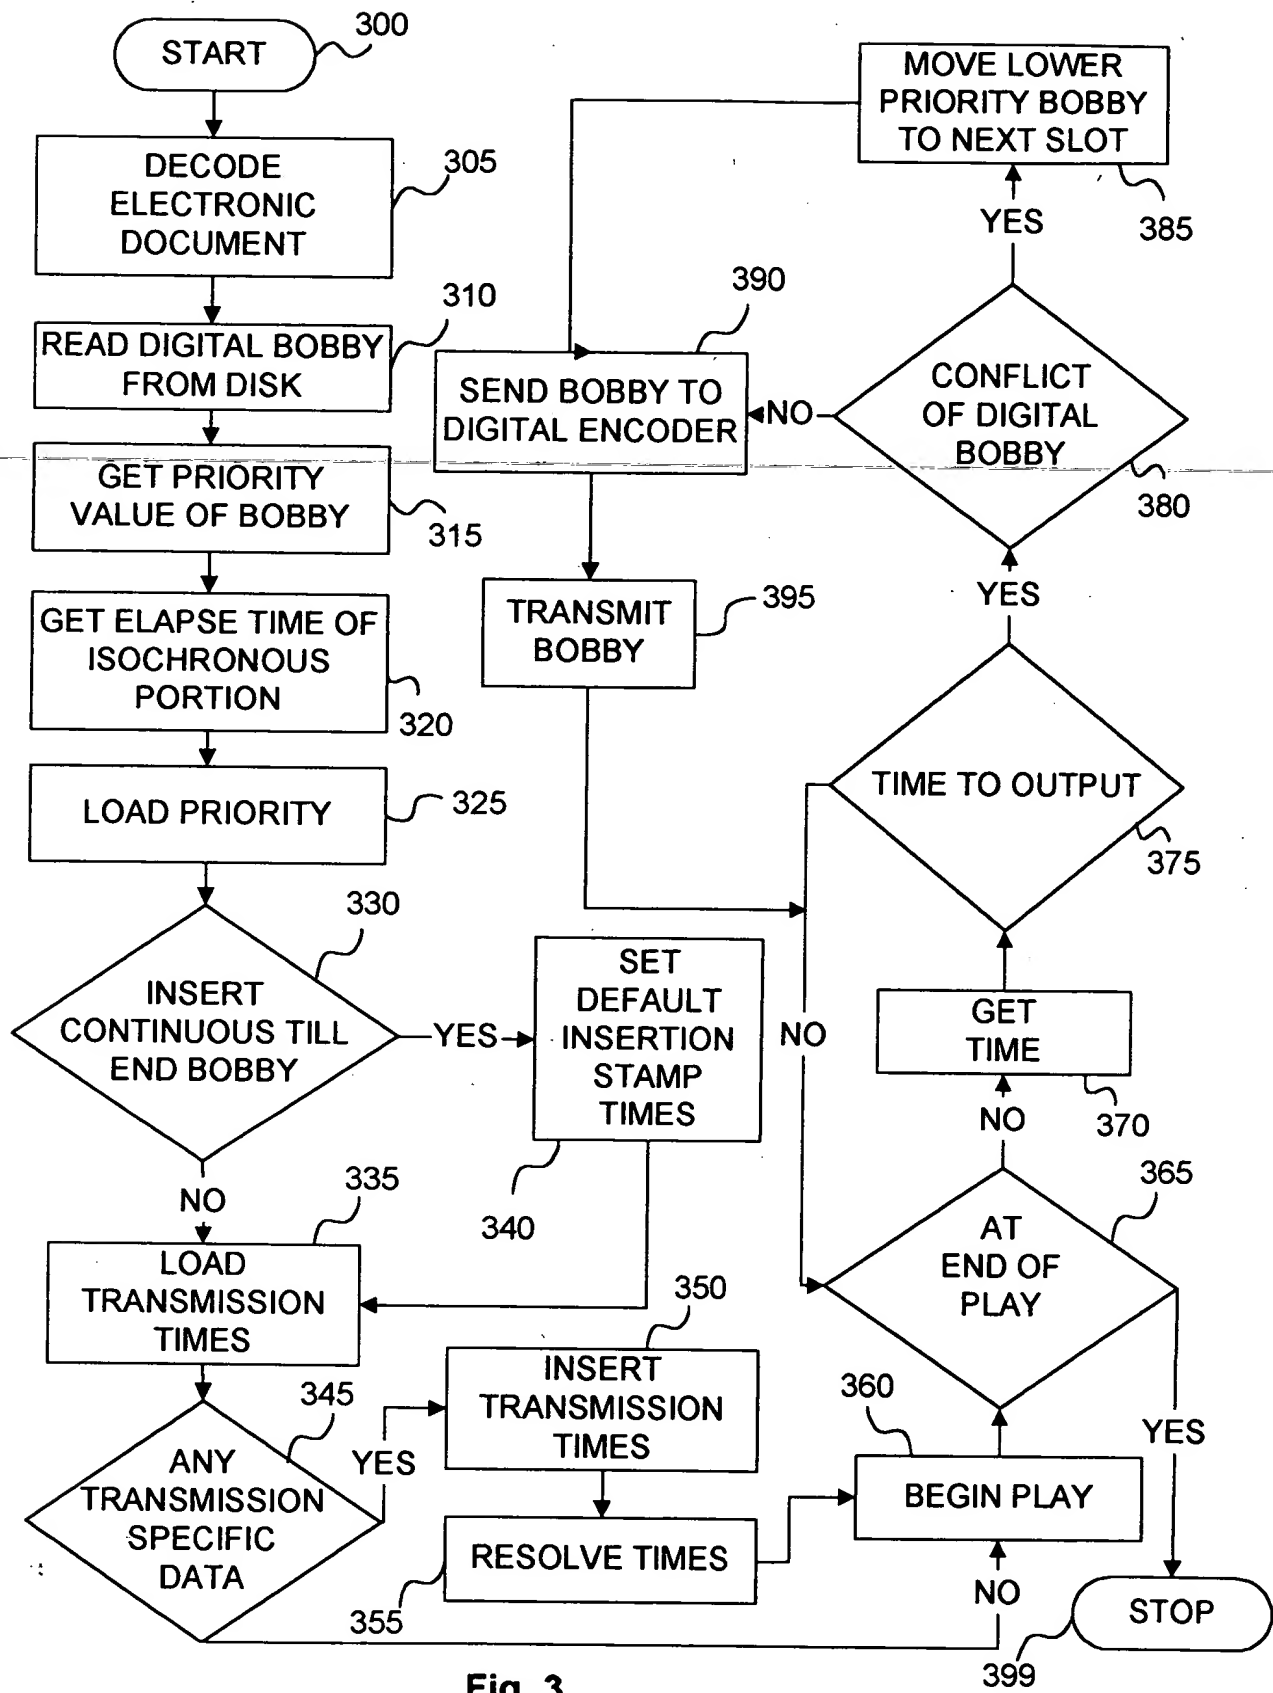 START
300
DECODE
ELECTRONIC
DOCUMENT
305
READ DIGITAL BOBBY
FROM DISK
310
GET PRIORITY
VALUE OF BOBBY
315
GET ELAPSE TIME OF
ISOCHRONOUS
PORTION
320
LOAD PRIORITY
325
INSERT
CONTINUOUS TILL
END BOBBY
330
YES
NO
SET
DEFAULT
INSERTION
STAMP
TIMES
340
LOAD
TRANSMISSION
TIMES
335
ANY
TRANSMISSION
SPECIFIC
DATA
345
YES
NO
INSERT
TRANSMISSION
TIMES
350
RESOLVE TIMES
355
BEGIN PLAY
360
AT
END OF
PLAY
365
YES
NO
STOP
399
GET
TIME
370
TIME TO OUTPUT
375
NO
YES
CONFLICT
OF DIGITAL
BOBBY
380
NO
YES
MOVE LOWER
PRIORITY BOBBY
TO NEXT SLOT
385
SEND BOBBY TO
DIGITAL ENCODER
390
TRANSMIT
BOBBY
395
Fig. 3